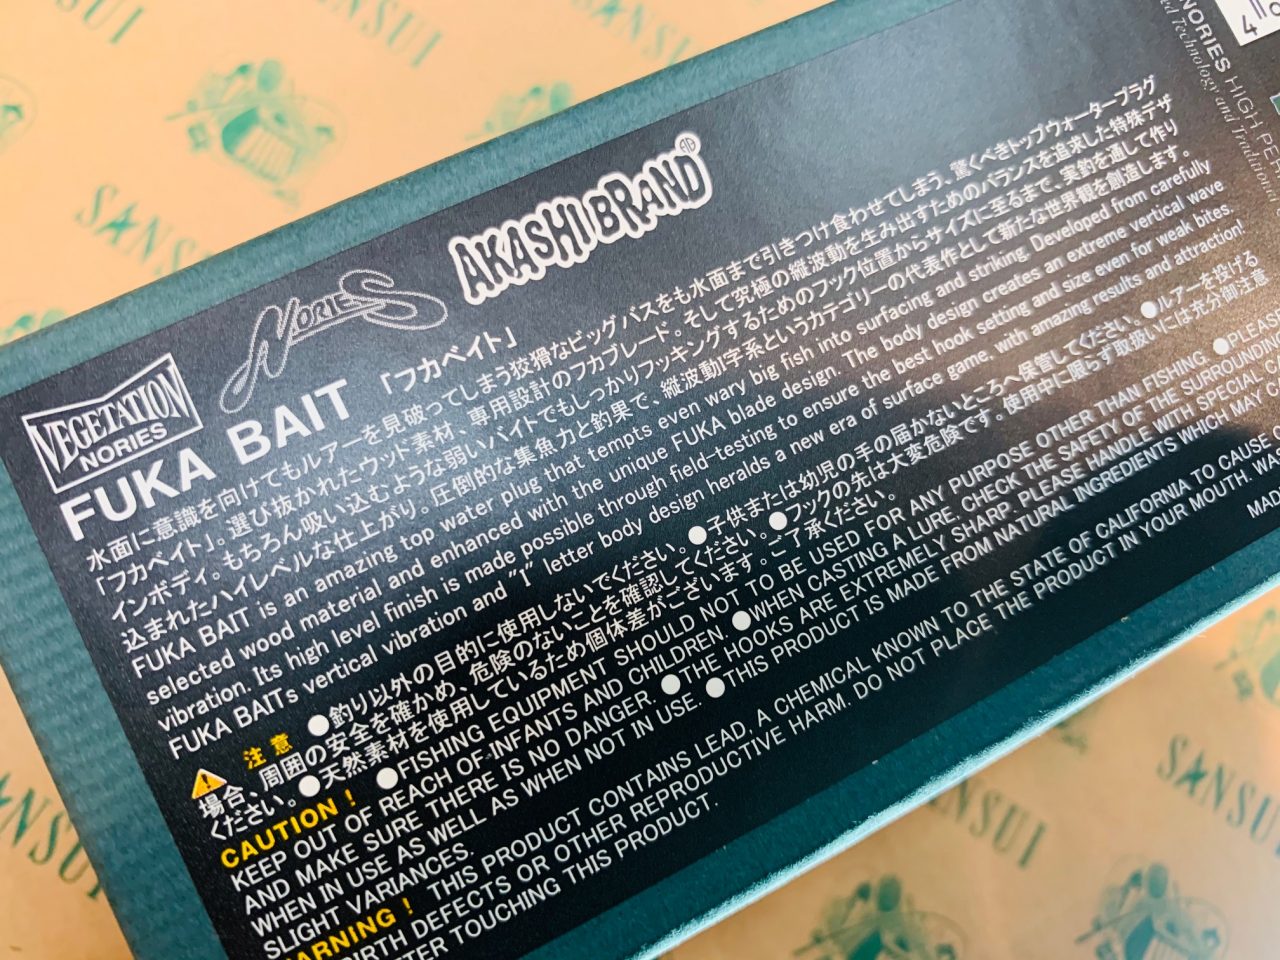 VEGETATION
NORIES
NORIES
AKASHI BRAND
FUKA BAIT 「フカベイト」
水面に意識を向けてもルアーを見破ってしまう狡猾なビッグバスをも水面まで引きつけ食わせてしまう、驚くべきトップウォータープラグ
「フカベイト」。選び抜かれたウッド素材、専用設計のフカブレード。そして究極の縦波動を生み出すためのバランスを追求した特殊デザ
インボディ。もちろん吸い込むような弱いバイトでもしっかりフッキングするためのフック位置からサイズに至るまで、実釣を通して作り
込まれたハイレベルな仕上がり。圧倒的な集魚力と釣果で、縦波動I字系というカテゴリーの代表作として新たな世界観を創造します。
FUKA BAIT is an amazing top water plug that tempts even wary big fish into surfacing and striking. Developed from carefully
selected wood material and enhanced with the unique FUKA blade design. The body design creates an extreme vertical wave
vibration. Its high level finish is made possible through field-testing to ensure the best hook setting and size even for weak bites.
FUKA BAITs vertical vibration and "I" letter body design heralds a new era of surface game, with amazing results and attraction!
注意 ●釣り以外の目的に使用しないでください。●子供または幼児の手の届かないところへ保管してください。●ルアーを投げる
場合、周囲の安全を確かめ、危険のないことを確認してください。●フックの先は大変危険です。使用中に限らず取扱いには充分御注意
ください。●天然素材を使用しているため個体差がございます。ご了承ください。
CAUTION! ●FISHING EQUIPMENT SHOULD NOT TO BE USED FOR ANY PURPOSE OTHER THAN FISHING. ●PLEASE
KEEP OUT OF REACH OF INFANTS AND CHILDREN. ●WHEN CASTING A LURE, CHECK THE SAFETY OF THE SURROUNDING
AND MAKE SURE THERE IS NO DANGER. ●THE HOOKS ARE EXTREMELY SHARP. PLEASE HANDLE WITH SPECIAL
WHEN IN USE AS WELL AS WHEN NOT IN USE. ●THIS PRODUCT IS MADE FROM NATURAL INGREDIENTS WHICH MAY
SLIGHT VARIANCES.
WARNING! THIS PRODUCT CONTAINS LEAD, A CHEMICAL KNOWN TO THE STATE OF CALIFORNIA TO CAUSE
BIRTH DEFECTS OR OTHER REPRODUCTIVE HARM. DO NOT PLACE THE PRODUCT IN YOUR MOUTH.
TOUCHING THIS PRODUCT.
NORIES HIGH
Technology and Traditional
SANSUI
SANSUI
SANSUI
SANSUI
SANSUI